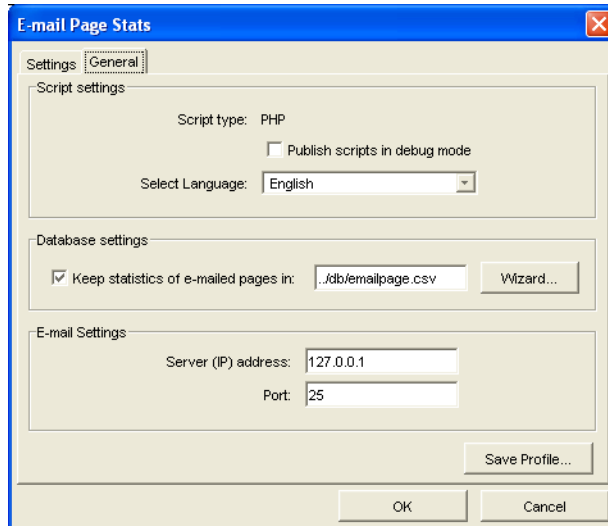 E-mail Page Stats
Settings General
Script settings
Script type: PHP
Publish scripts in debug mode
Select Language: English
Database settings
Keep statistics of e-mailed pages in: ../db/emailpage.csv Wizard...
E-mail Settings
Server (IP) address: 127.0.0.1
Port: 25
Save Profile...
OK Cancel